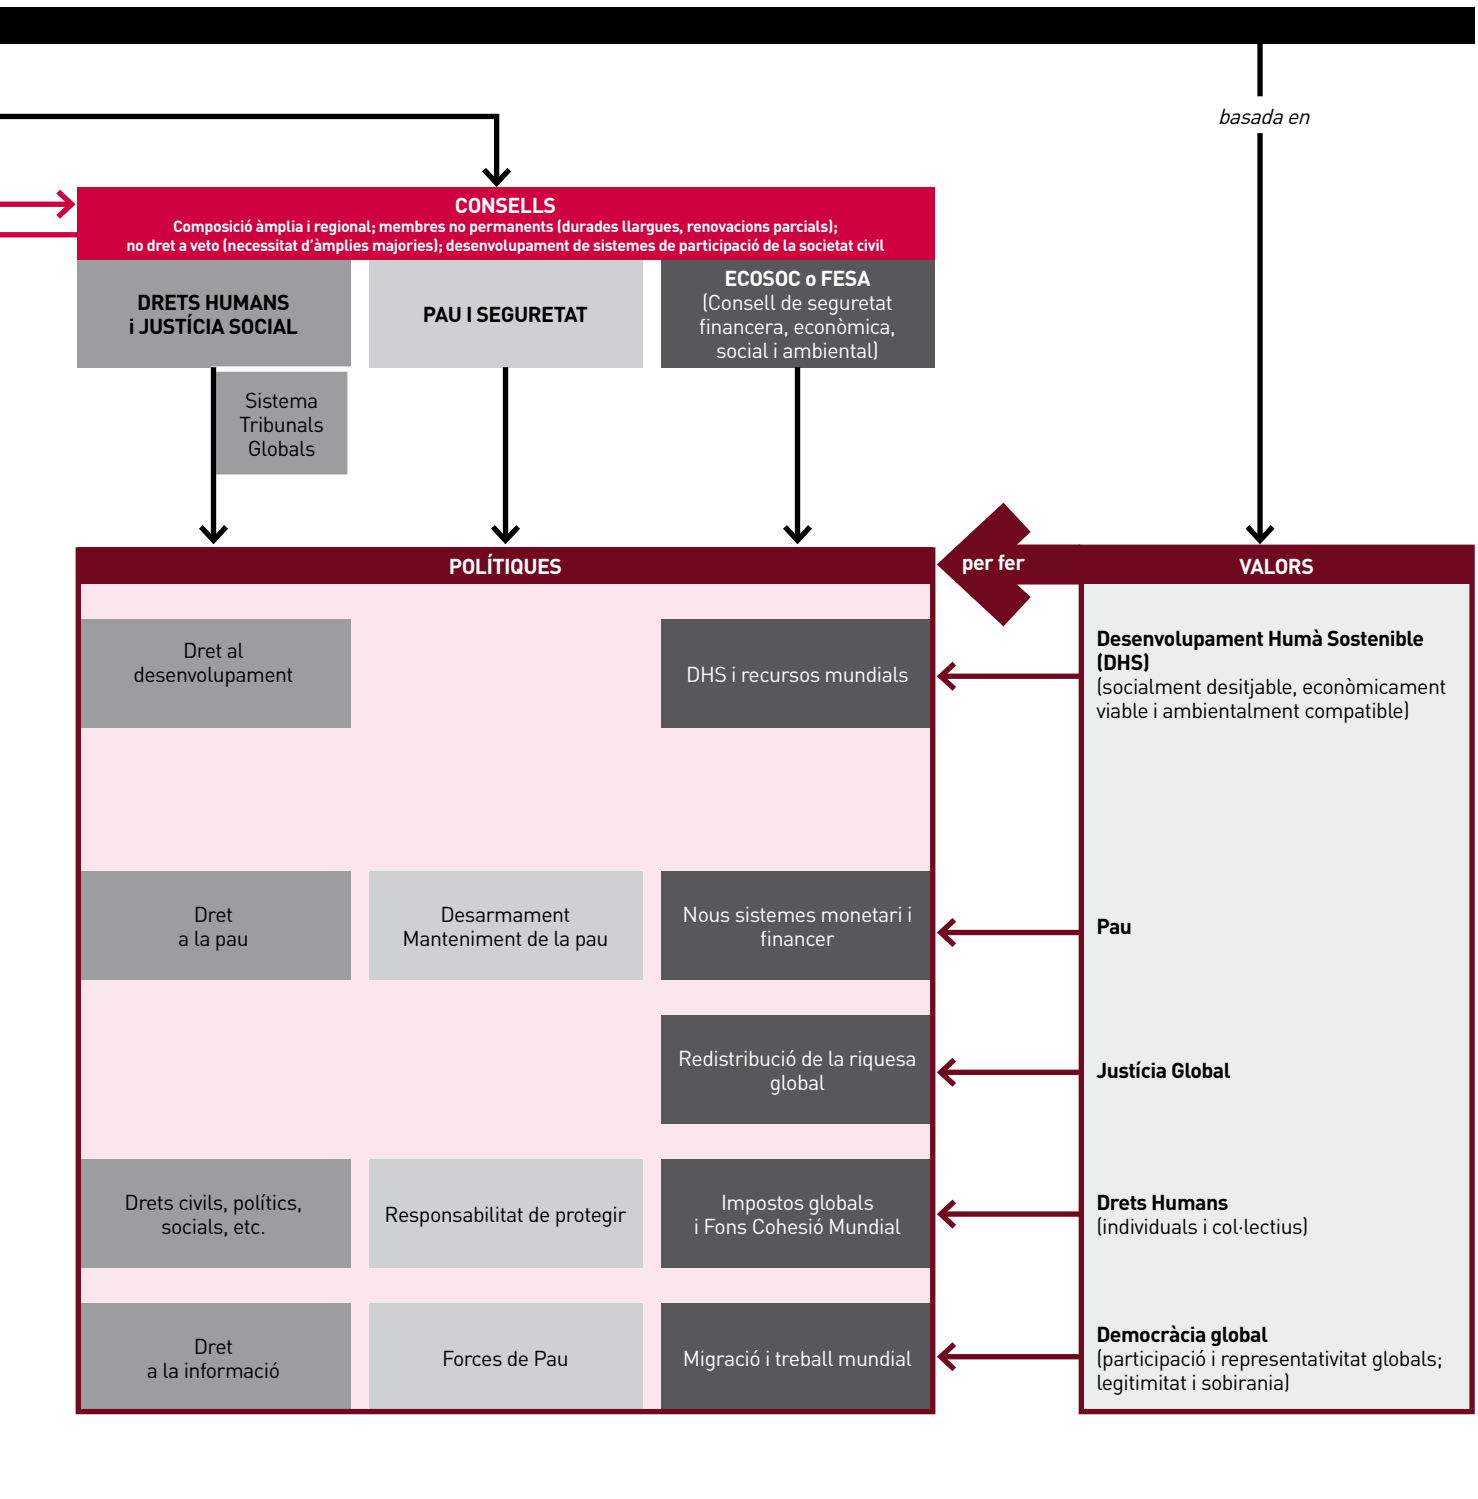 basada en
CONSELLS
Composició àmplia i regional; membres no permanents (durades llargues, renovacions parcials);
no dret a veto (necessitat d'àmplies majories); desenvolupament de sistemes de participació de la societat civil
DRETS HUMANS
i JUSTÍCIA SOCIAL
PAU I SEGURETAT
ECOSOC o FESA
(Consell de seguretat
financera, econòmica,
social i ambiental)
Sistema
Tribunals
Globals
POLÍTIQUES
per fer
VALORS
Dret al
desenvolupament
DHS i recursos mundials
Desenvolupament Humà Sostenible
(DHS)
(socialment desitjable, econòmicament
viable i ambientalment compatible)
Dret
a la pau
Desarmament
Manteniment de la pau
Nous sistemes monetari i
financer
Pau
Redistribució de la riquesa
global
Justícia Global
Drets civils, polítics,
socials, etc.
Responsabilitat de protegir
Impostos globals
i Fons Cohesió Mundial
Drets Humans
(individuals i col·lectius)
Dret
a la informació
Forces de Pau
Migració i treball mundial
Democràcia global
(participació i representativitat globals;
legitimitat i sobirania)